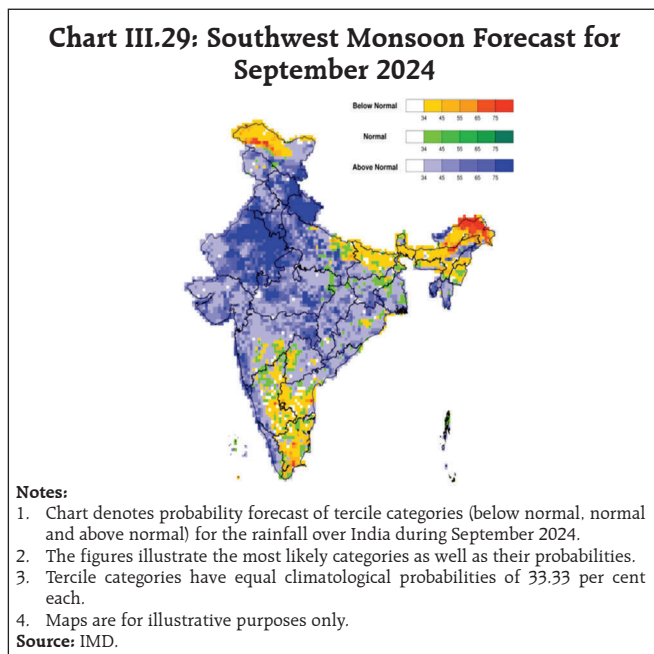 Chart III.29: Southwest Monsoon Forecast for
September 2024
Below Normal
34 45 55 65 75
Normal
34 45 55 65 75
Above Normal
34 45 55 65 75
Notes:
1. Chart denotes probability forecast of tercile categories (below normal, normal
and above normal) for the rainfall over India during September 2024.
2. The figures illustrate the most likely categories as well as their probabilities.
3. Tercile categories have equal climatological probabilities of 33.33 per cent
each.
4. Maps are for illustrative purposes only.
Source: IMD.